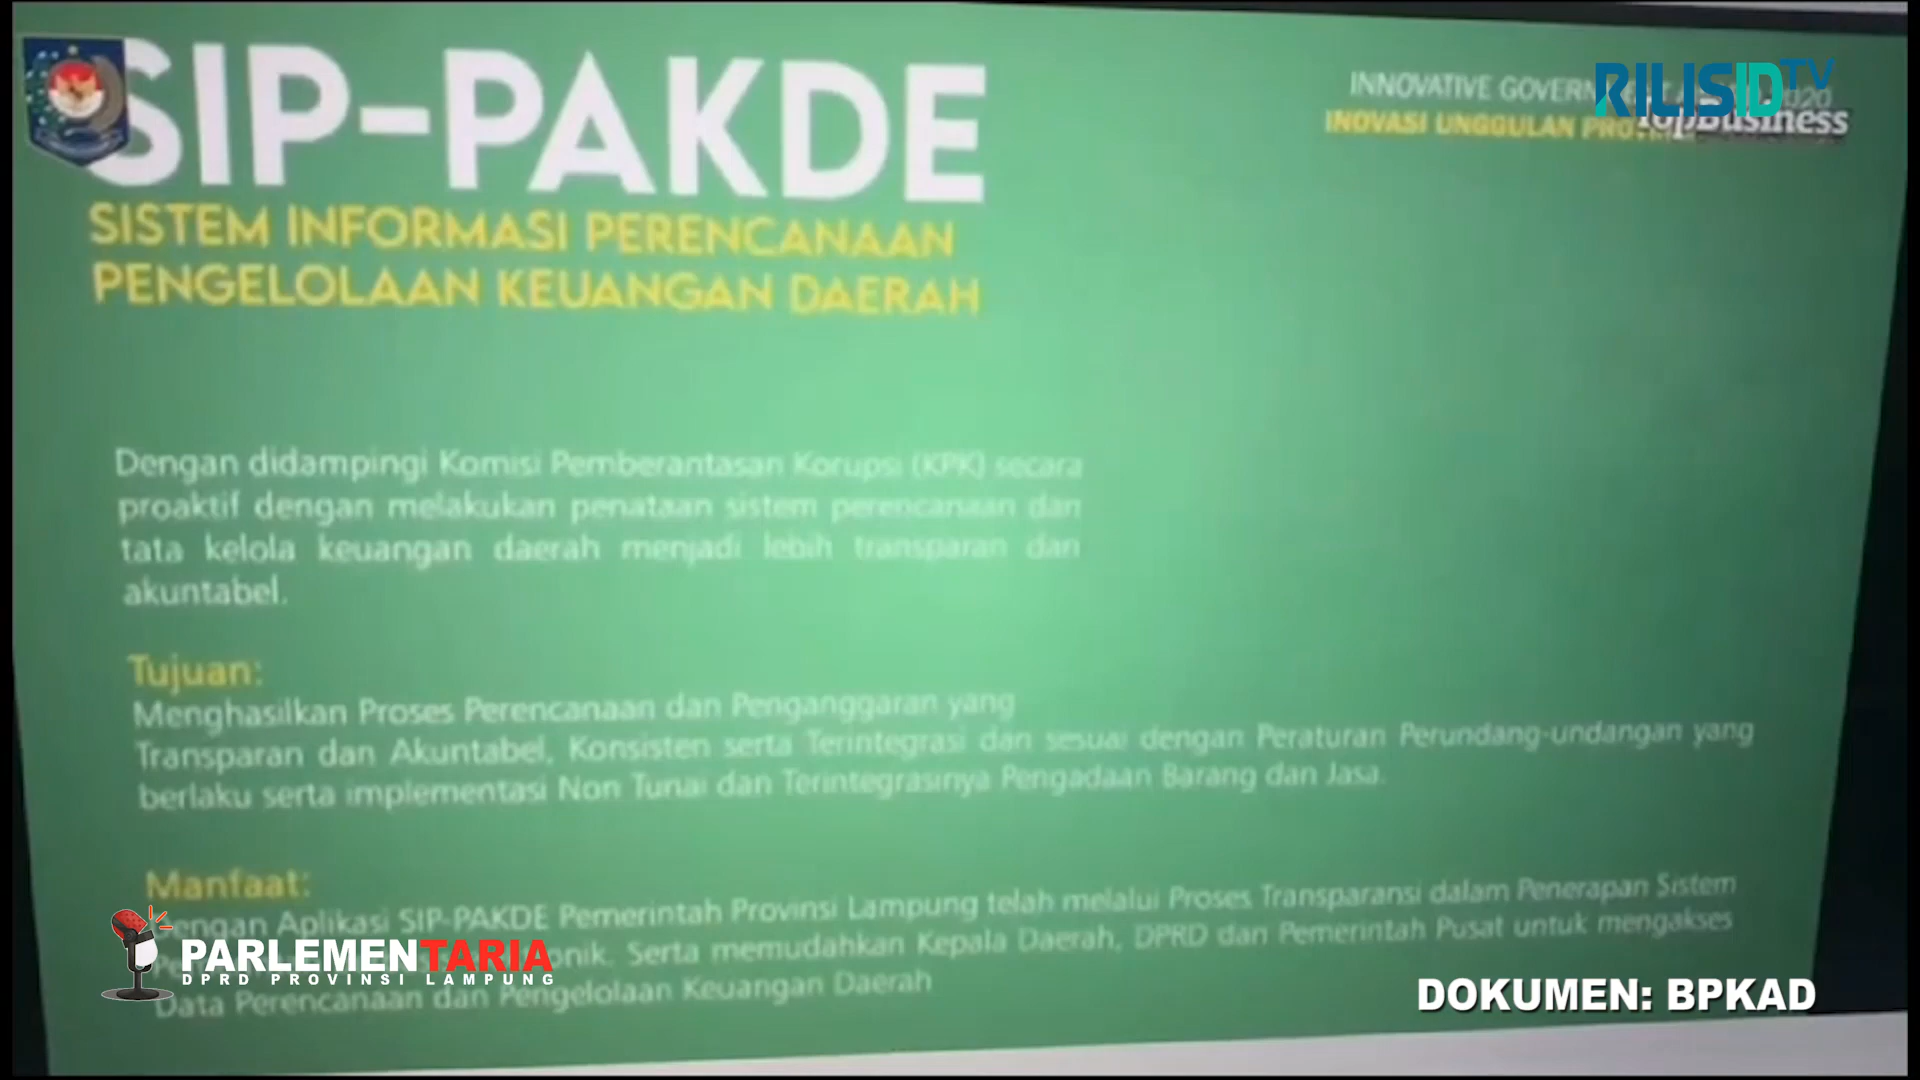 SIP-PAKDE
SISTEM INFORMASI PERENCANAAN
PENGELOLAAN KEUANGAN DAERAH
INNOVATIVE
2020
INOVASI UNGGULAN
RILISIDTV
TopBusiness
Dengan didampingi Komisi Pemberantasan Korupsi (KPK) secara
proaktif dengan melakukan penataan sistem perencanaan dan
tata kelola keuangan daerah menjadi lebih transparan dan
akuntabel.
Tujuan:
Menghasilkan Proses Perencanaan dan Penganggaran yang
Transparan dan Akuntabel, Konsisten serta Terintegrasi dan sesuai dengan Peraturan Perundang-undangan yang
berlaku serta implementasi Non Tunai dan Terintegrasinya Pengadaan Barang dan Jasa.
Manfaat:
Dengan Aplikasi SIP-PAKDE Pemerintah Provinsi Lampung telah melalui Proses Transparansi dalam Penerapan Sistem
Serta memudahkan Kepala Daerah, DPRD dan Pemerintah Pusat untuk mengakses
Data Perencanaan dan Pengelolaan Keuangan Daerah
PARLEMENTARIA
DPRD PROVINSI LAMPUNG
DOKUMEN: BPKAD